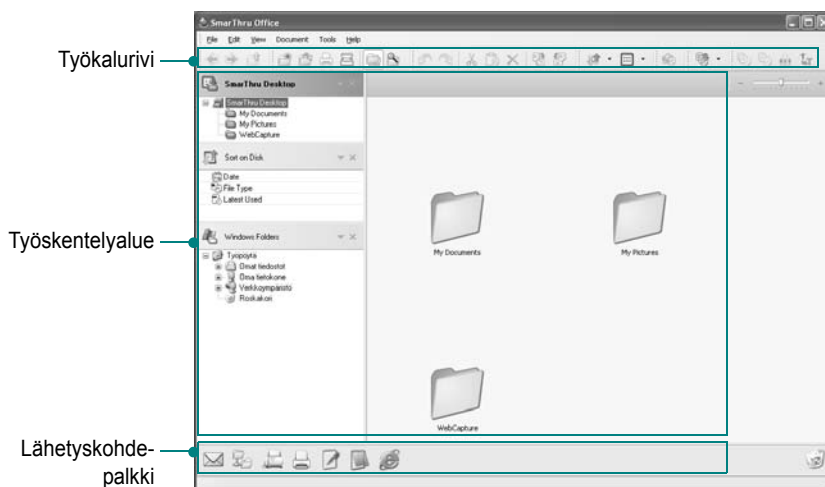 SmarThru Office
File Edit View Document Tools Help
Työkalurivi
SmarThru Desktop
SmarThru Desktop
My Documents
My Pictures
WebCapture
Sort on Disk
Date
File Type
Latest Used
Työskentelyalue
Windows Folders
Työpöytä
Omat tiedostot
Oma tietokone
Verkkoympäristö
Roskakori
My Documents
My Pictures
WebCapture
Lähetyskohde-
palkki